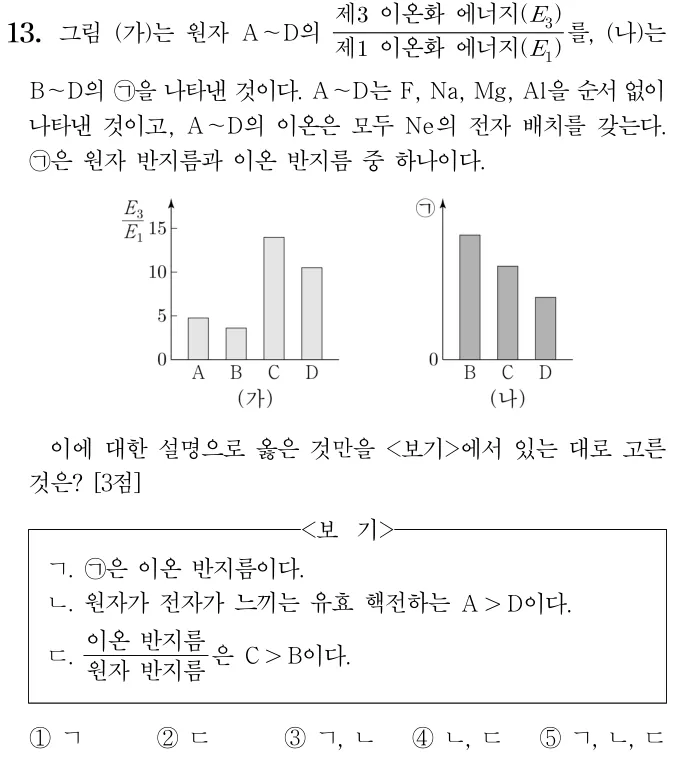 13. 그림 (가)는 원자 A~D의 제3 이온화 에너지(E₃)/제1 이온화 에너지(E₁)를, (나)는
B~D의 ㉠을 나타낸 것이다. A~D는 F, Na, Mg, Al을 순서 없이
나타낸 것이고, A~D의 이온은 모두 Ne의 전자 배치를 갖는다.
㉠은 원자 반지름과 이온 반지름 중 하나이다.
E₃/E₁
15
10
5
0
A B C D
(가)
㉠
0
B C D
(나)
이에 대한 설명으로 옳은 것만을 <보기>에서 있는 대로 고른
것은? [3점]
<보 기>
ㄱ. ㉠은 이온 반지름이다.
ㄴ. 원자가 전자가 느끼는 유효 핵전하는 A>D이다.
ㄷ. 이온 반지름/원자 반지름은 C>B이다.
① ㄱ ② ㄷ ③ ㄱ, ㄴ ④ ㄴ, ㄷ ⑤ ㄱ, ㄴ, ㄷ